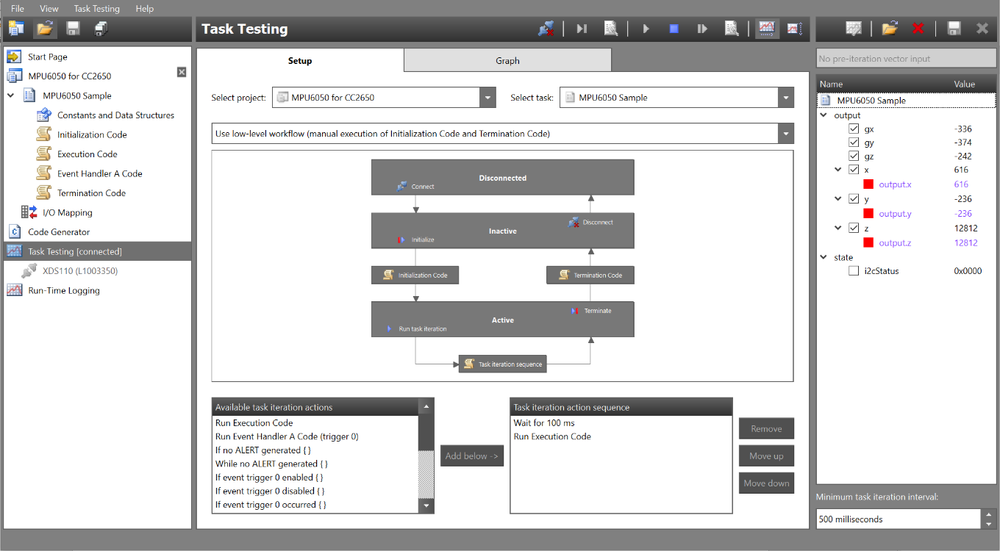 File View Task Testing Help
Task Testing
Start Page
MPU6050 for CC2650
MPU6050 Sample
Constants and Data Structures
Initialization Code
Execution Code
Event Handler A Code
Termination Code
I/O Mapping
Code Generator
Task Testing [connected]
XDS110 (L1003350)
Run-Time Logging
Setup Graph
Select project: MPU6050 for CC2650 Select task: MPU6050 Sample
Use low-level workflow (manual execution of Initialization Code and Termination Code)
Disconnected
Connect
Disconnect
Inactive
Initialize
Initialization Code Termination Code
Terminate
Active
Run task iteration
Task iteration sequence
Available task iteration actions
Run Execution Code
Run Event Handler A Code (trigger 0)
If no ALERT generated { }
While no ALERT generated { }
If event trigger 0 enabled { }
If event trigger 0 disabled { }
If event trigger 0 occurred { }
Add below ->
Task iteration action sequence
Wait for 100 ms
Run Execution Code
Remove
Move up
Move down
No pre-iteration vector input
Name Value
MPU6050 Sample
output
gx -336
gy -374
gz -242
x 616
output.x 616
y -236
output.y -236
z 12812
output.z 12812
state
i2cStatus 0x0000
Minimum task iteration interval:
500 milliseconds